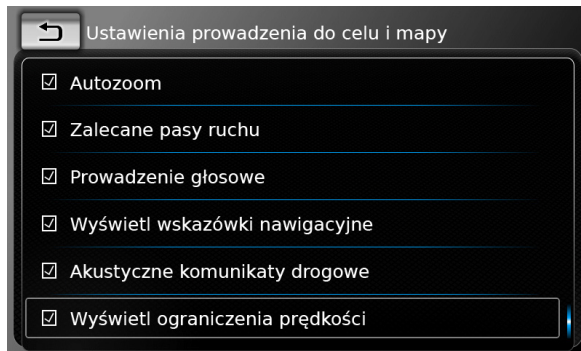 Ustawienia prowadzenia do celu i mapy
Autozoom
Zalecane pasy ruchu
Prowadzenie głosowe
Wyświetl wskazówki nawigacyjne
Akustyczne komunikaty drogowe
Wyświetl ograniczenia prędkości